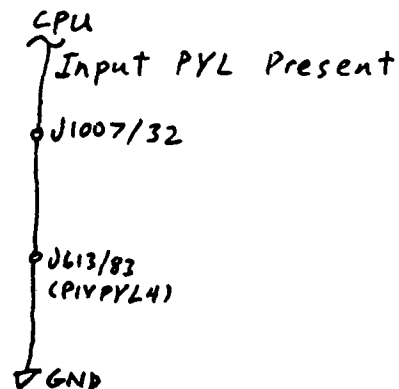 CPU
Input PYL Present
J1007/32
J613/83
(PIVPYL4)
GND